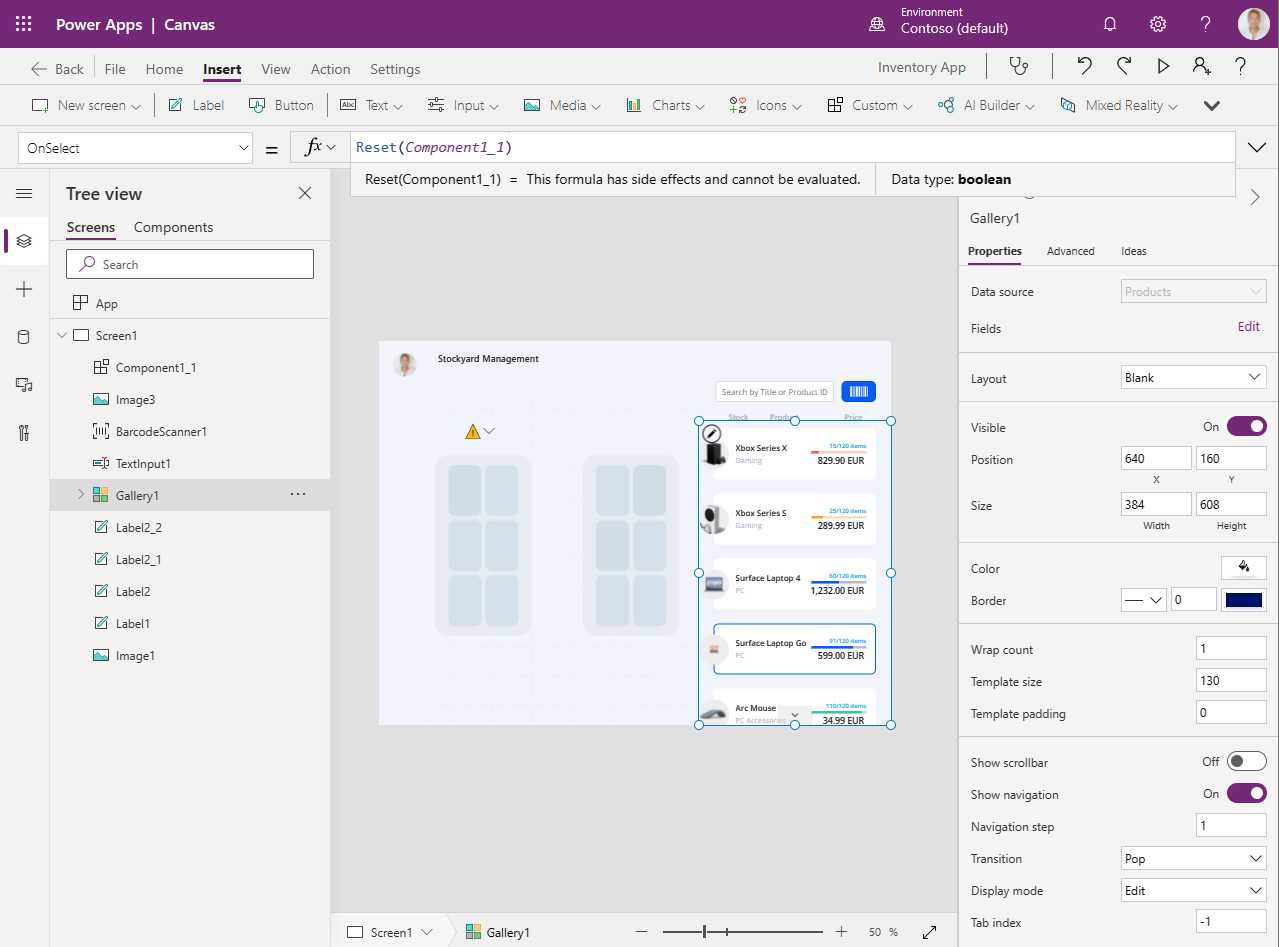 Power Apps | Canvas
Environment
Contoso (default)
?
Back
File
Home
Insert
View
Action
Settings
Inventory App
?
New screen
Label
Button
Abc
Text
Input
Media
Charts
Icons
Custom
AI Builder
Mixed Reality
OnSelect
=
fx
Reset(Component1_1)
Reset(Component1_1) = This formula has side effects and cannot be evaluated.
Data type: boolean
Tree view
Screens
Components
Search
App
Screen1
Component1_1
Image3
BarcodeScanner1
TextInput1
Gallery1
...
Label2_2
Label2_1
Label2
Label1
Image1
Stockyard Management
Search by Title or Product ID
Stock
Product
Price
Xbox Series X
15/120 items
Gaming
829.90 EUR
Xbox Series S
25/120 items
Gaming
289.99 EUR
Surface Laptop 4
60/120 items
PC
1,232.00 EUR
Surface Laptop Go
91/120 items
PC
599.00 EUR
Arc Mouse
110/120 items
PC Accessories
34.99 EUR
Screen1
Gallery1
50 %
Gallery1
Properties
Advanced
Ideas
Data source
Products
Fields
Edit
Layout
Blank
Visible
On
Position
640
160
X
Y
Size
384
608
Width
Height
Color
Border
0
Wrap count
1
Template size
130
Template padding
0
Show scrollbar
Off
Show navigation
On
Navigation step
1
Transition
Pop
Display mode
Edit
Tab index
-1